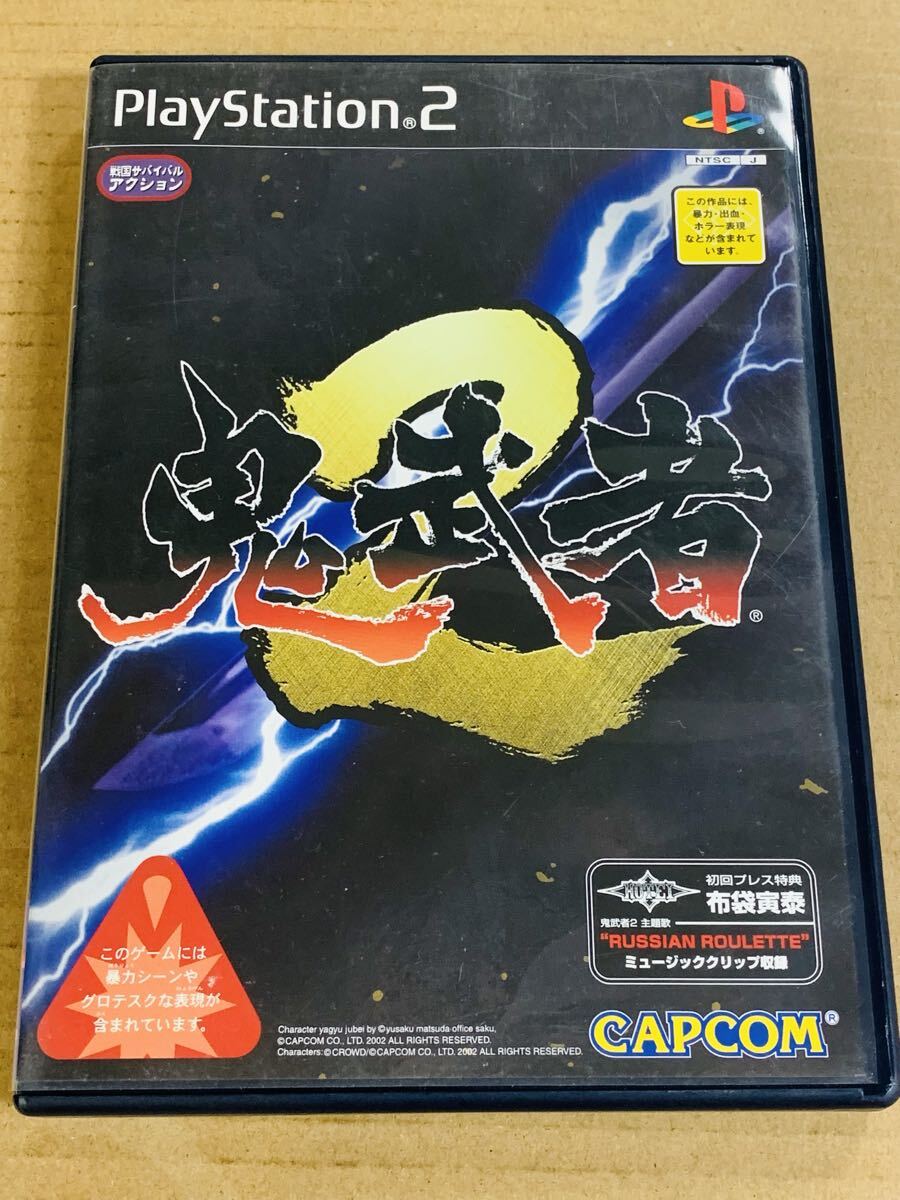 PlayStation®2
NTSC J
戦国サバイバル
アクション
この作品には、
暴力・出血・
ホラー表現
などが含まれて
います。
鬼武者2
®
このゲームには
暴力シーンや
グロテスクな表現が
含まれています。
HOTEI
初回プレス特典
布袋寅泰
鬼武者2 主題歌
"RUSSIAN ROULETTE"
ミュージッククリップ収録
Character yagyu jubei by ©yusaku matsuda office saku,
©CAPCOM CO., LTD. 2002 ALL RIGHTS RESERVED.
Characters: © CROWD/©CAPCOM CO., LTD. 2002 ALL RIGHTS RESERVED.
CAPCOM®